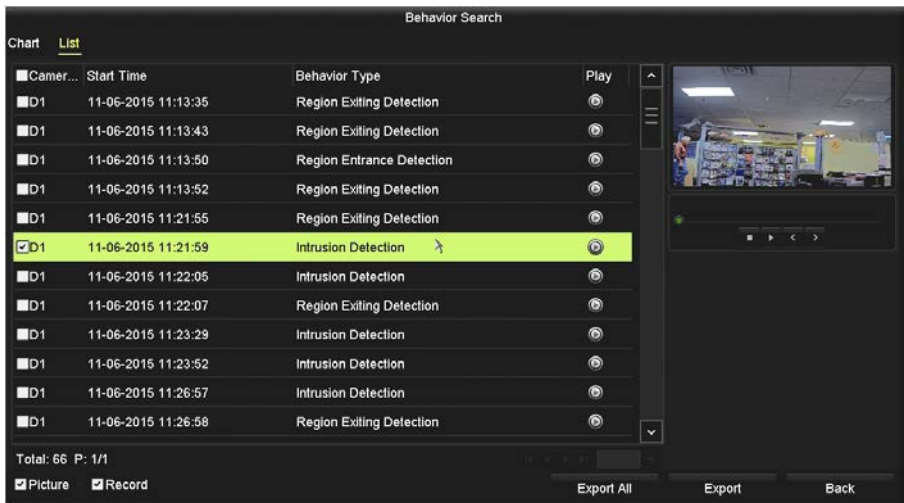 Behavior Search
Chart List
Camer... Start Time Behavior Type Play
D1 11-06-2015 11:13:35 Region Exiting Detection
D1 11-06-2015 11:13:43 Region Exiting Detection
D1 11-06-2015 11:13:50 Region Entrance Detection
D1 11-06-2015 11:13:52 Region Exiting Detection
D1 11-06-2015 11:21:55 Region Exiting Detection
D1 11-06-2015 11:21:59 Intrusion Detection
D1 11-06-2015 11:22:05 Intrusion Detection
D1 11-06-2015 11:22:07 Region Exiting Detection
D1 11-06-2015 11:23:29 Intrusion Detection
D1 11-06-2015 11:23:52 Intrusion Detection
D1 11-06-2015 11:26:57 Intrusion Detection
D1 11-06-2015 11:26:58 Region Exiting Detection
Total: 66 P: 1/1
Picture Record Export All Export Back